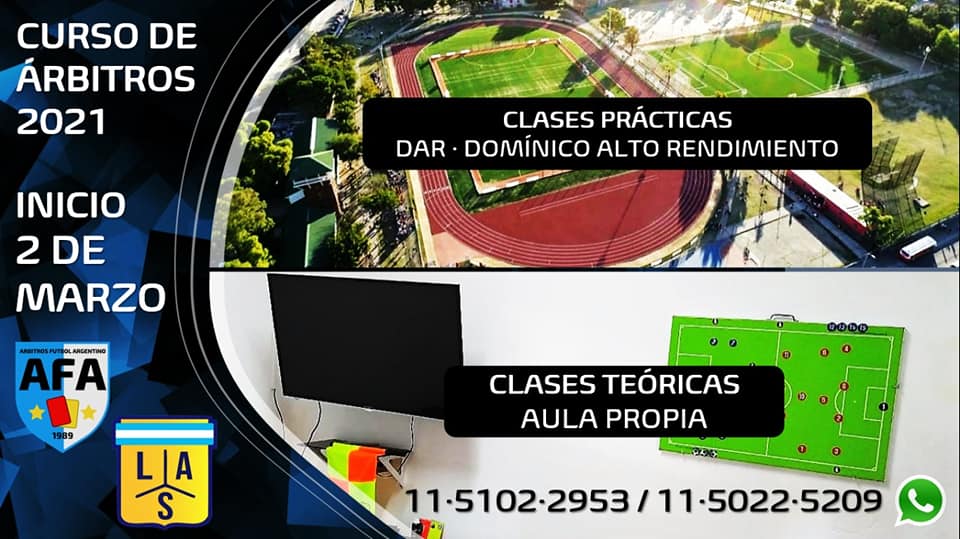 CURSO DE
ÁRBITROS
2021
INICIO
2 DE
MARZO
ARBITROS FUTBOL ARGENTINO
AFA
1989
L A
S
CLASES PRÁCTICAS
DAR · DOMÍNICO ALTO RENDIMIENTO
CLASES TEÓRICAS
AULA PROPIA
11·5102·2953 / 11·5022·5209